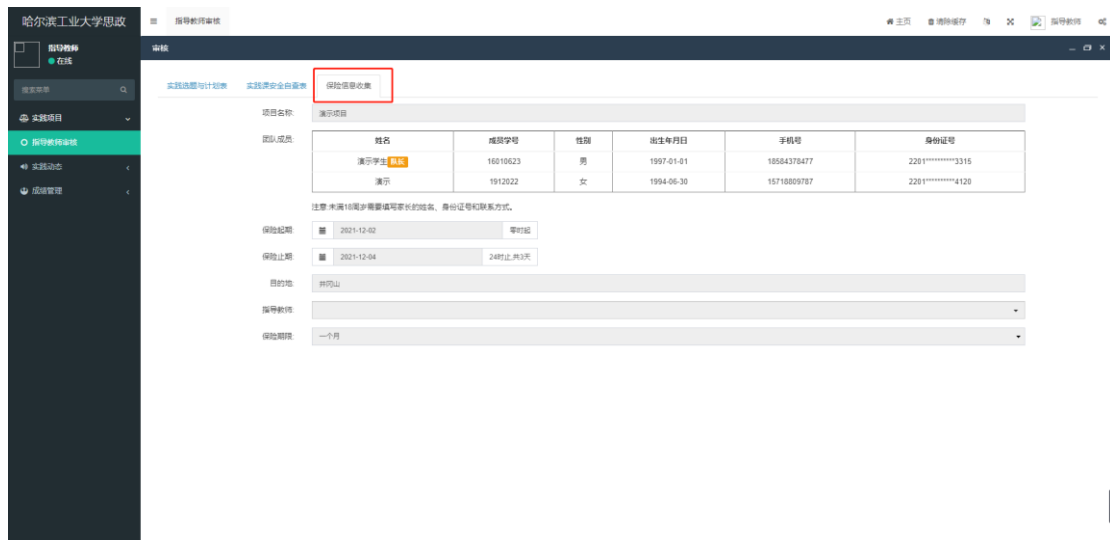 哈尔滨工业大学思政
指导教师审核
主页 清除缓存 指导教师
指导教师
在线
审核
搜索菜单
实践项目
指导教师审核
实践动态
成绩管理
实践选题与计划表 实践课安全自查表 保险信息收集
项目名称: 演示项目
团队成员:
姓名 成员学号 性别 出生年月日 手机号 身份证号
演示学生 队长 16010623 男 1997-01-01 18584378477 2201**********3315
演示 1912022 女 1994-06-30 15718809787 2201**********4120
注意:未满18周岁需要填写家长的姓名、身份证号和联系方式。
保险起期: 2021-12-02 零时起
保险止期: 2021-12-04 24时止,共3天
目的地: 井冈山
指导教师:
保险期限: 一个月